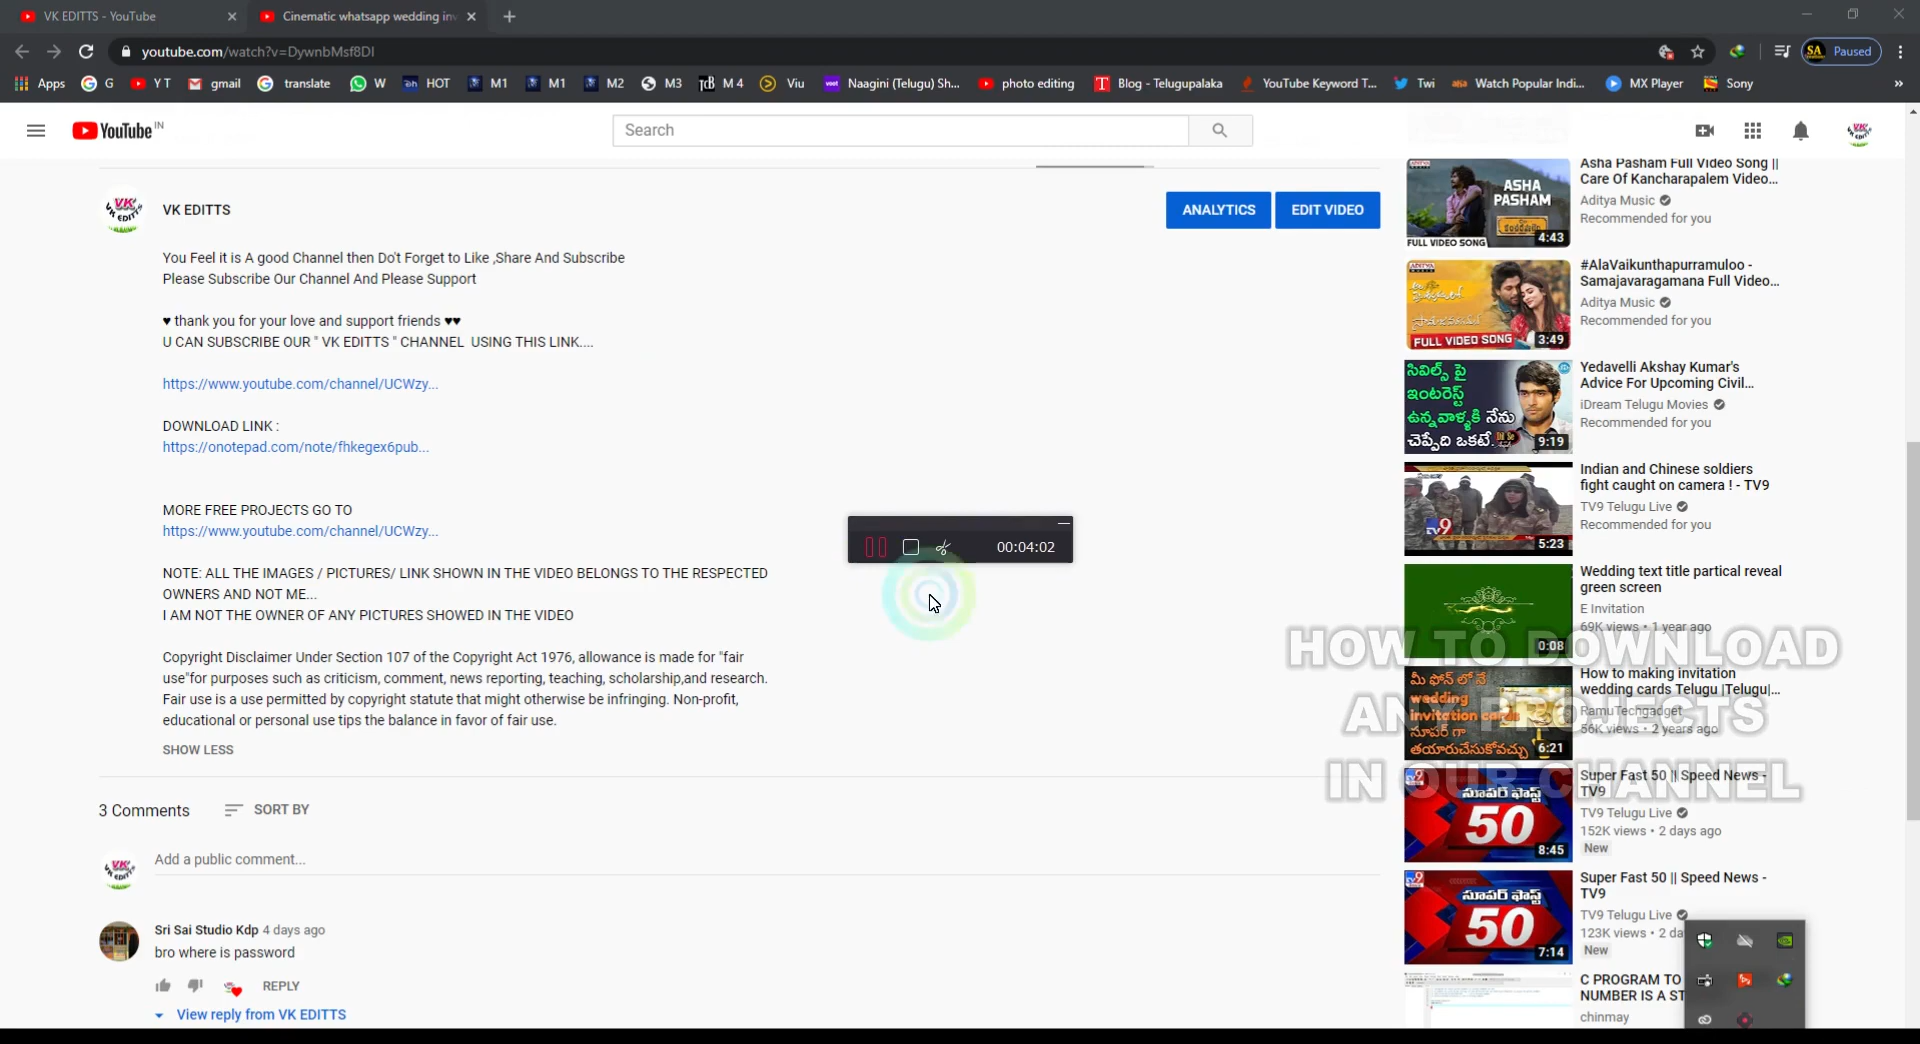 VK EDITTS - YouTube
Cinematic whatsapp wedding inv
youtube.com/watch?v=DywnbMsf8DI
SA Paused
Apps
G
Y T
gmail
translate
W
HOT
M1
M1
M2
M3
M 4
Viu
Naagini (Telugu) Sh...
photo editing
Blog - Telugupalaka
YouTube Keyword T...
Twi
Watch Popular Indi...
MX Player
Sony
»
YouTube IN
Search
VK EDITTS
ANALYTICS
EDIT VIDEO
You Feel it is A good Channel then Do't Forget to Like ,Share And Subscribe
Please Subscribe Our Channel And Please Support
♥ thank you for your love and support friends ♥♥
U CAN SUBSCRIBE OUR " VK EDITTS " CHANNEL  USING THIS LINK....
https://www.youtube.com/channel/UCWzy...
DOWNLOAD LINK :
https://onotepad.com/note/fhkegex6pub...
MORE FREE PROJECTS GO TO
https://www.youtube.com/channel/UCWzy...
NOTE: ALL THE IMAGES / PICTURES/ LINK SHOWN IN THE VIDEO BELONGS TO THE RESPECTED
OWNERS AND NOT ME...
I AM NOT THE OWNER OF ANY PICTURES SHOWED IN THE VIDEO
Copyright Disclaimer Under Section 107 of the Copyright Act 1976, allowance is made for "fair
use"for purposes such as criticism, comment, news reporting, teaching, scholarship,and research.
Fair use is a use permitted by copyright statute that might otherwise be infringing. Non-profit,
educational or personal use tips the balance in favor of fair use.
SHOW LESS
00:04:02
3 Comments
SORT BY
Add a public comment...
Sri Sai Studio Kdp 4 days ago
bro where is password
REPLY
View reply from VK EDITTS
ASHA
PASHAM
FULL VIDEO SONG
4:43
Asha Pasham Full Video Song ||
Care Of Kancharapalem Video...
Aditya Music
Recommended for you
FULL VIDEO SONG
3:49
#AlaVaikunthapurramuloo -
Samajavaragamana Full Video...
Aditya Music
Recommended for you
సివిల్స్ పై
ఇంటరెస్ట్
ఉన్నవాళ్ళకి నేను
చెప్పేది ఒకటే.
9:19
Yedavelli Akshay Kumar's
Advice For Upcoming Civil...
iDream Telugu Movies
Recommended for you
5:23
Indian and Chinese soldiers
fight caught on camera ! - TV9
TV9 Telugu Live
Recommended for you
0:08
Wedding text title partical reveal
green screen
E Invitation
69K views • 1 year ago
మీ ఫోన్ లో నే
wedding
invitation cards
సూపర్ గా
తయారుచేసుకోవచ్చు
6:21
How to making invitation
wedding cards Telugu |Telugu|...
RamuTechgadget
56K views • 2 years ago
HOW TO DOWNLOAD
ANY PROJECTS
IN OUR CHANNEL
సూపర్ ఫాస్ట్
50
8:45
Super Fast 50 || Speed News -
TV9
TV9 Telugu Live
152K views • 2 days ago
New
సూపర్ ఫాస్ట్
50
7:14
Super Fast 50 || Speed News -
TV9
TV9 Telugu Live
123K views • 2 da
New
C PROGRAM TO
NUMBER IS A ST
chinmay